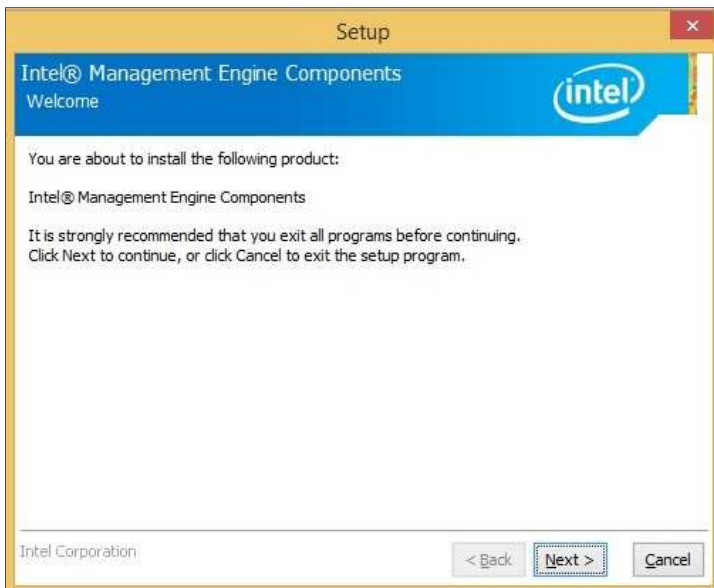 Setup
Intel® Management Engine Components
Welcome
intel
You are about to install the following product:
Intel® Management Engine Components
It is strongly recommended that you exit all programs before continuing.
Click Next to continue, or click Cancel to exit the setup program.
Intel Corporation
< Back Next > Cancel